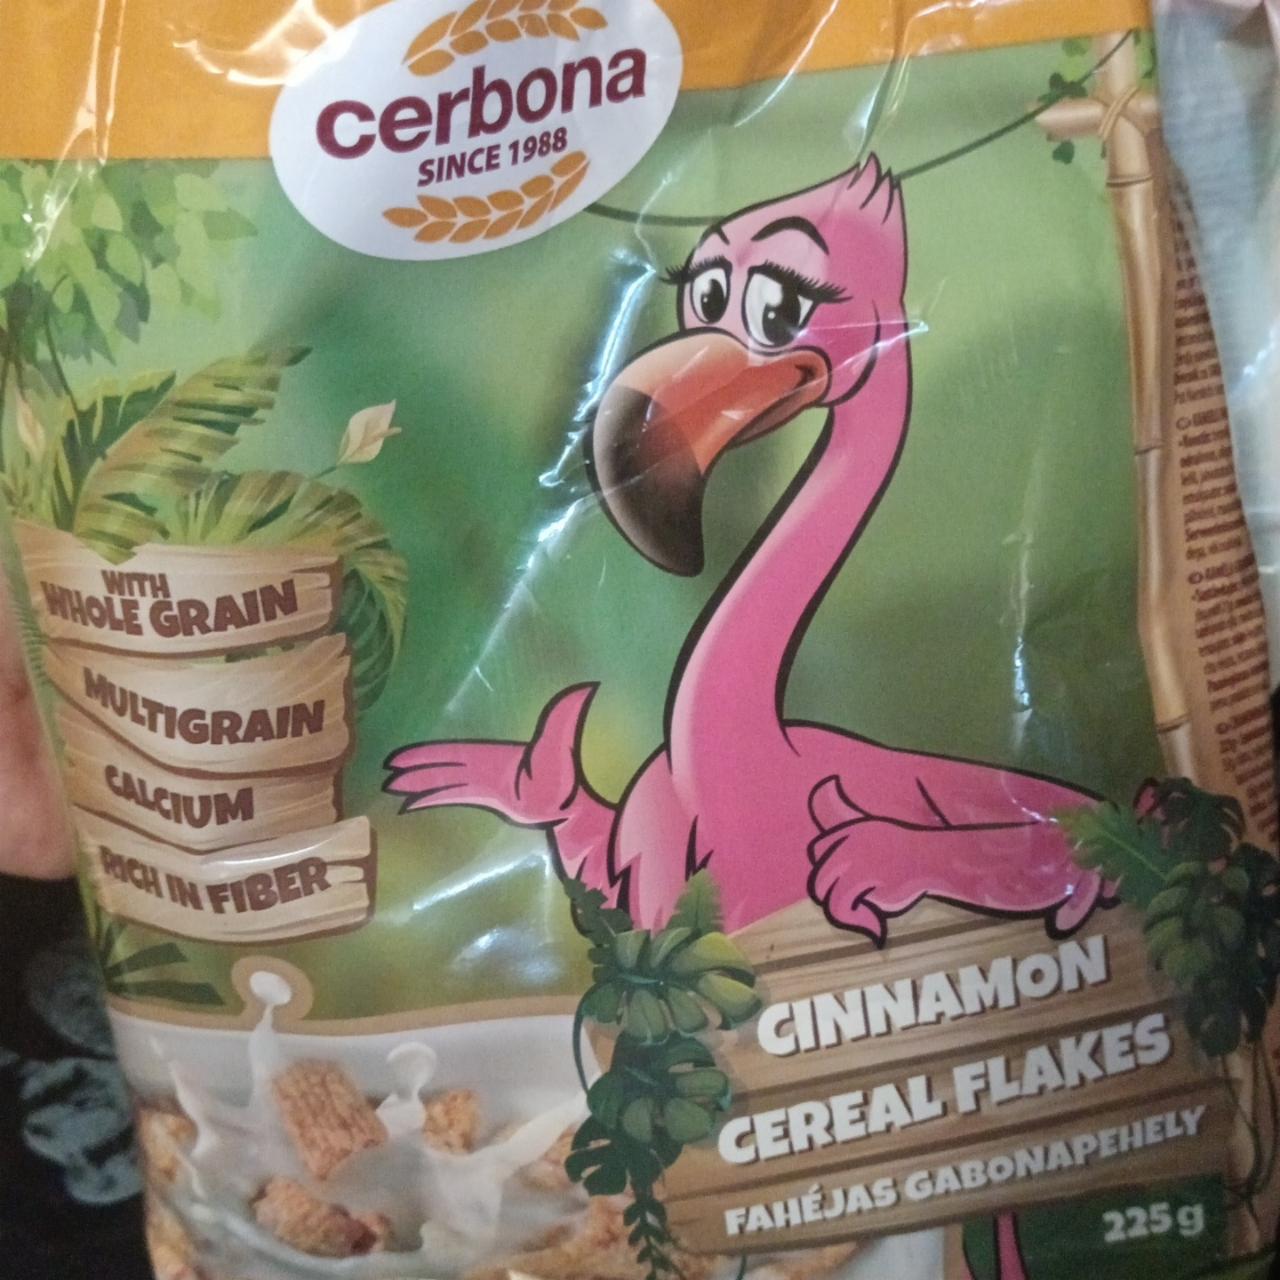 cerbona
SINCE 1988
WITH
WHOLE GRAIN
MULTIGRAIN
CALCIUM
RICH IN FIBER
CINNAMON
CEREAL FLAKES
FAHÉJAS GABONAPEHELY
225 g